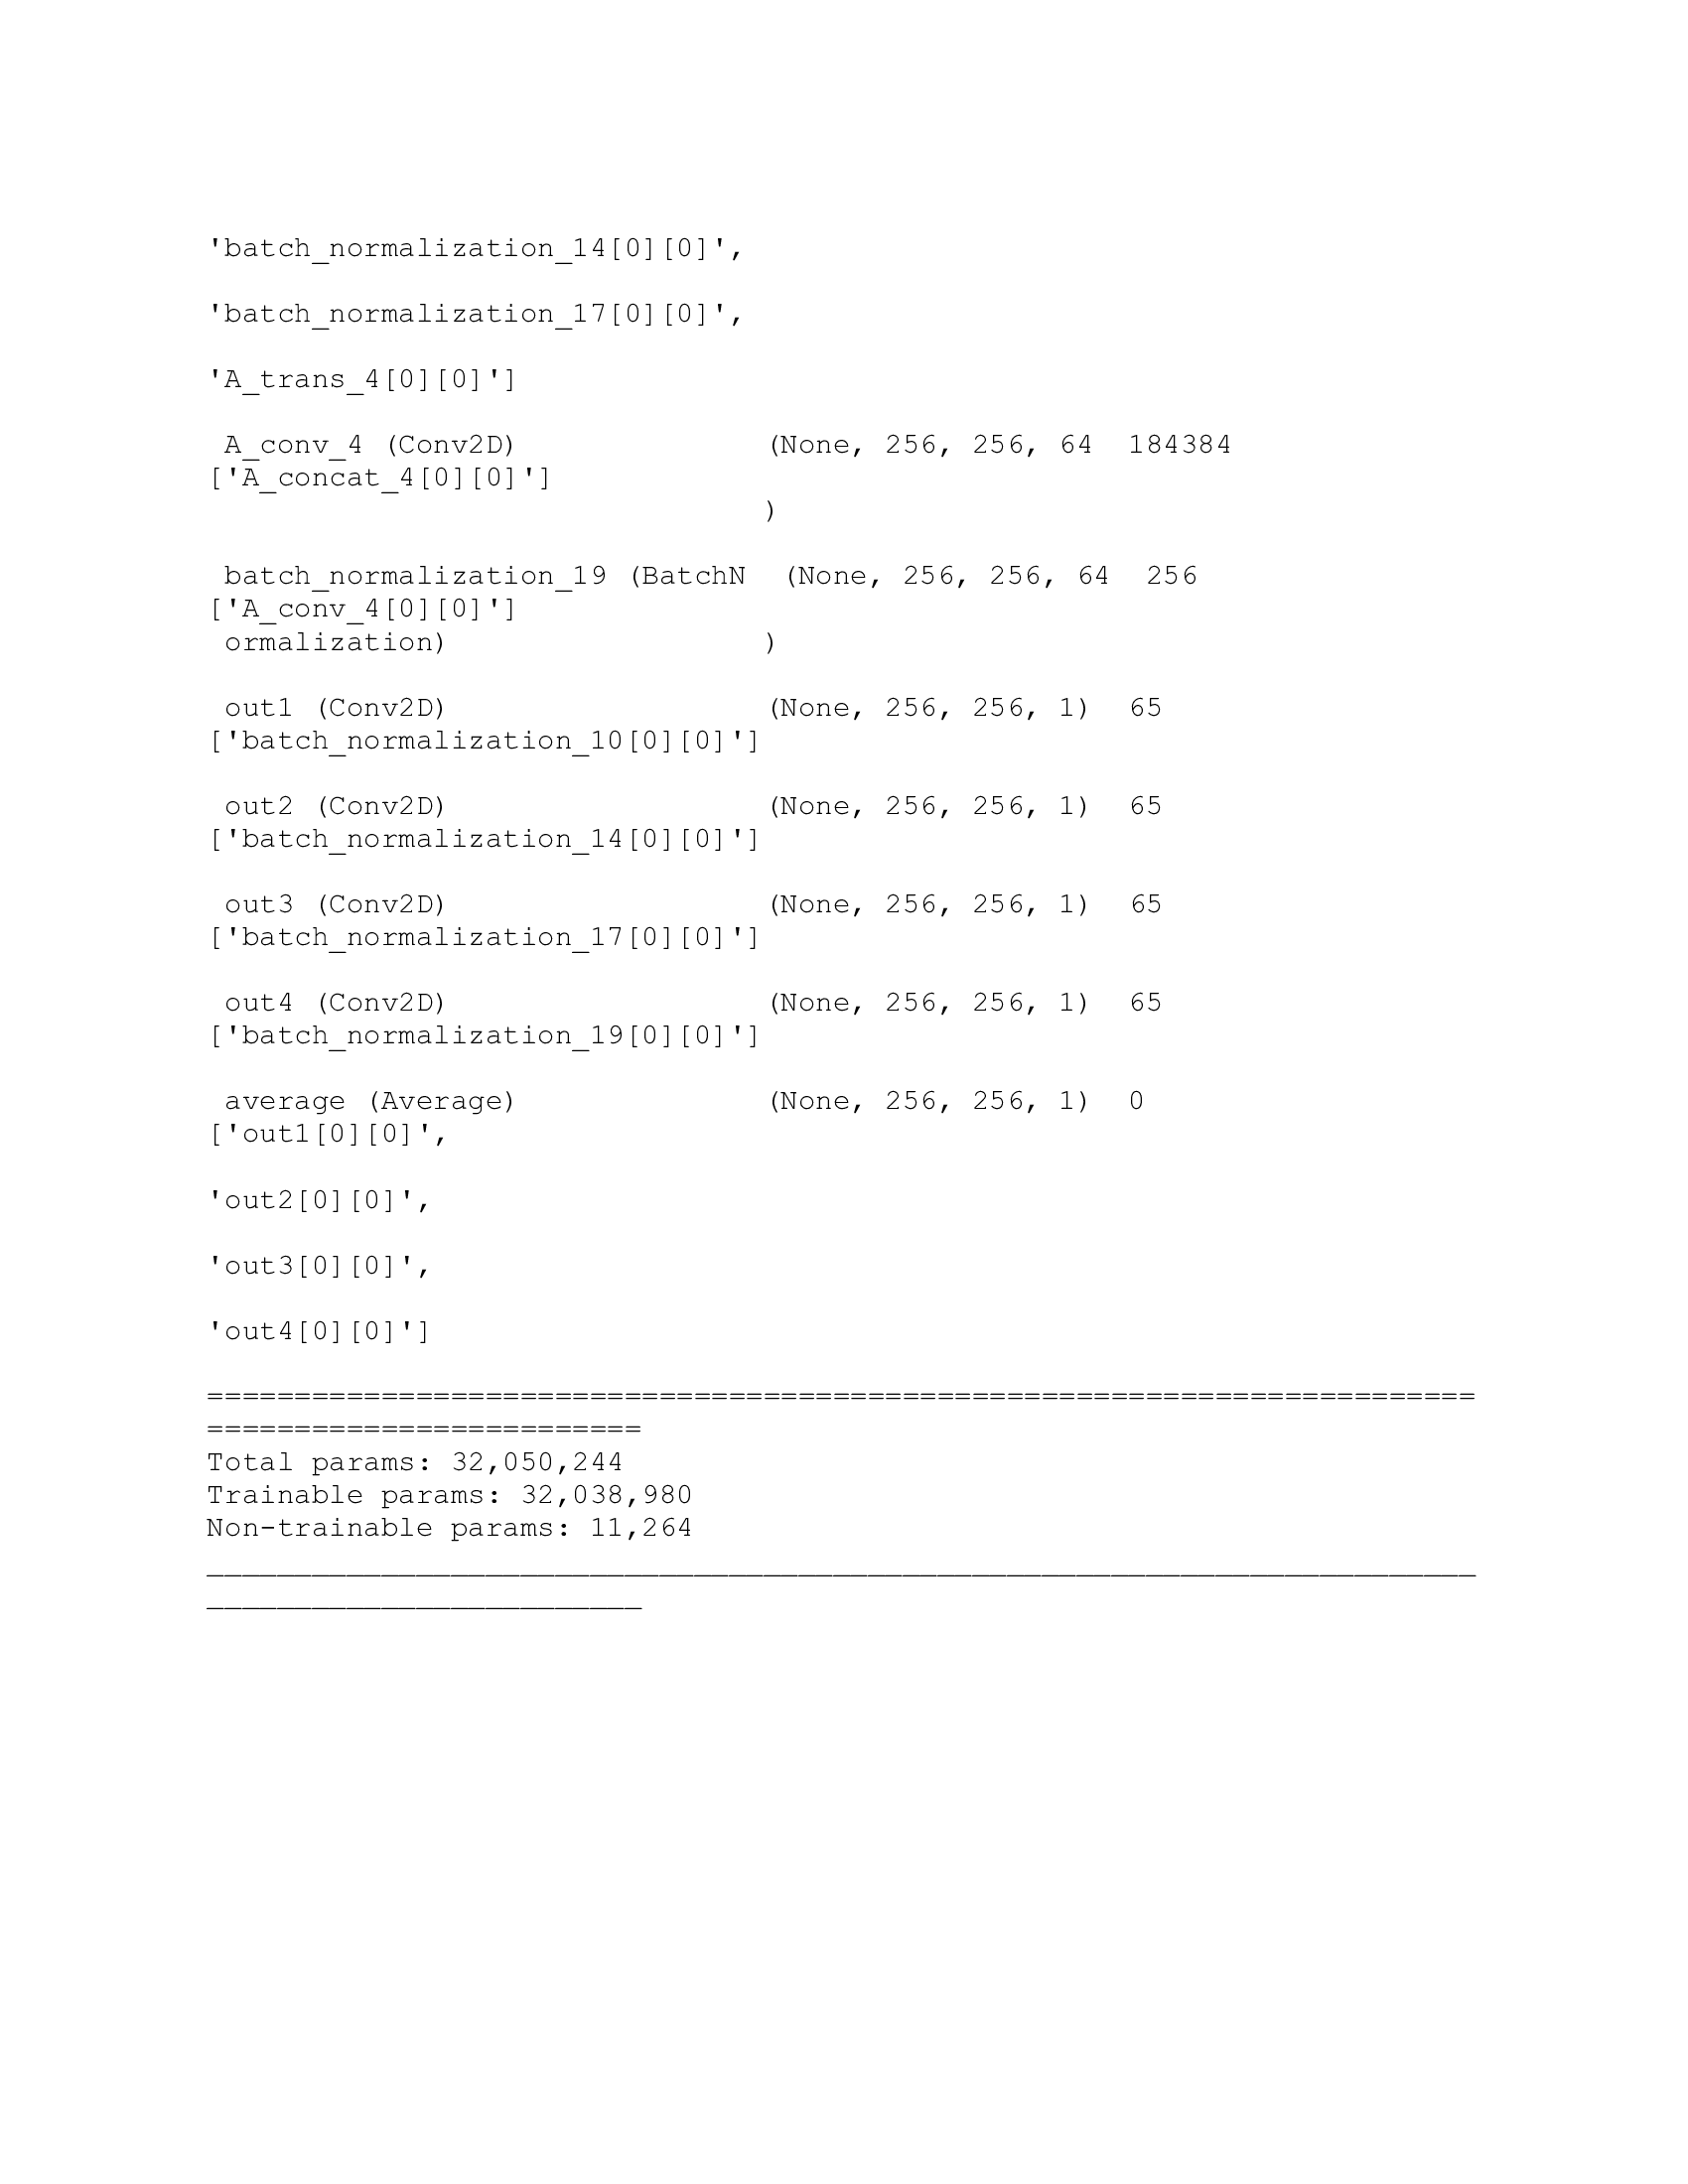 'batch_normalization_14[0][0]',
'batch_normalization_17[0][0]',
'A_trans_4[0][0]']
 A_conv_4 (Conv2D)              (None, 256, 256, 64  184384
['A_concat_4[0][0]']
                                )
 batch_normalization_19 (BatchN  (None, 256, 256, 64  256
['A_conv_4[0][0]']
 ormalization)                  )
 out1 (Conv2D)                  (None, 256, 256, 1)  65
['batch_normalization_10[0][0]']
 out2 (Conv2D)                  (None, 256, 256, 1)  65
['batch_normalization_14[0][0]']
 out3 (Conv2D)                  (None, 256, 256, 1)  65
['batch_normalization_17[0][0]']
 out4 (Conv2D)                  (None, 256, 256, 1)  65
['batch_normalization_19[0][0]']
 average (Average)              (None, 256, 256, 1)  0
['out1[0][0]',
'out2[0][0]',
'out3[0][0]',
'out4[0][0]']
=========================================================================
=========================
Total params: 32,050,244
Trainable params: 32,038,980
Non-trainable params: 11,264
_________________________________________________________________________
_________________________